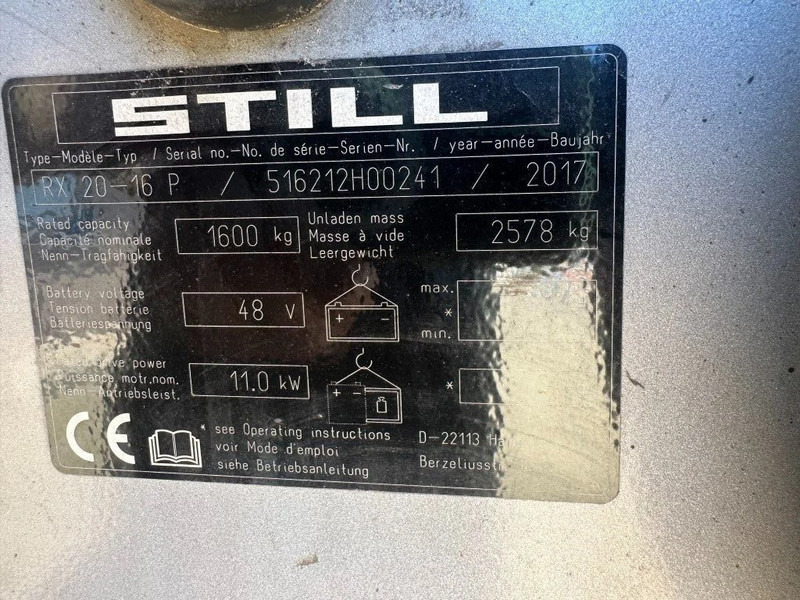 STILL
Type-Modèle-Typ / Serial no.-No. de série-Serien-Nr. / year-année-Baujahr
RX 20-16 P / 516212H00241 / 2017
Rated capacity
Capacité nominale
Nenn-Tragfähigkeit
1600 kg
Unladen mass
Masse à vide
Leergewicht
2578 kg
Battery voltage
Tension batterie
Batteriespannung
48 V
+ -
max.
*
min.
drive power
Puissance motr.nom.
Nenn-Antriebsleist.
11.0 kW
+ -
*
CE
* see Operating instructions
voir Mode d'emploi
siehe Betriebsanleitung
D-22113